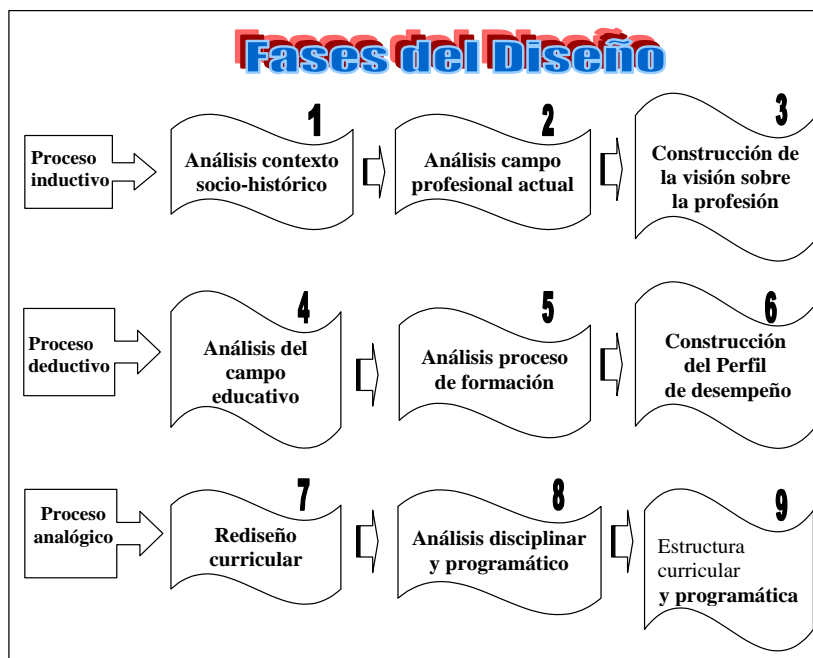 Fases del Diseño
Proceso
inductivo
1
Análisis contexto
socio-histórico
2
Análisis campo
profesional actual
3
Construcción de
la visión sobre
la profesión
Proceso
deductivo
4
Análisis del
campo
educativo
5
Análisis proceso
de formación
6
Construcción
del Perfil
de desempeño
Proceso
analógico
7
Rediseño
curricular
8
Análisis disciplinar
y programático
9
Estructura
curricular
y programática